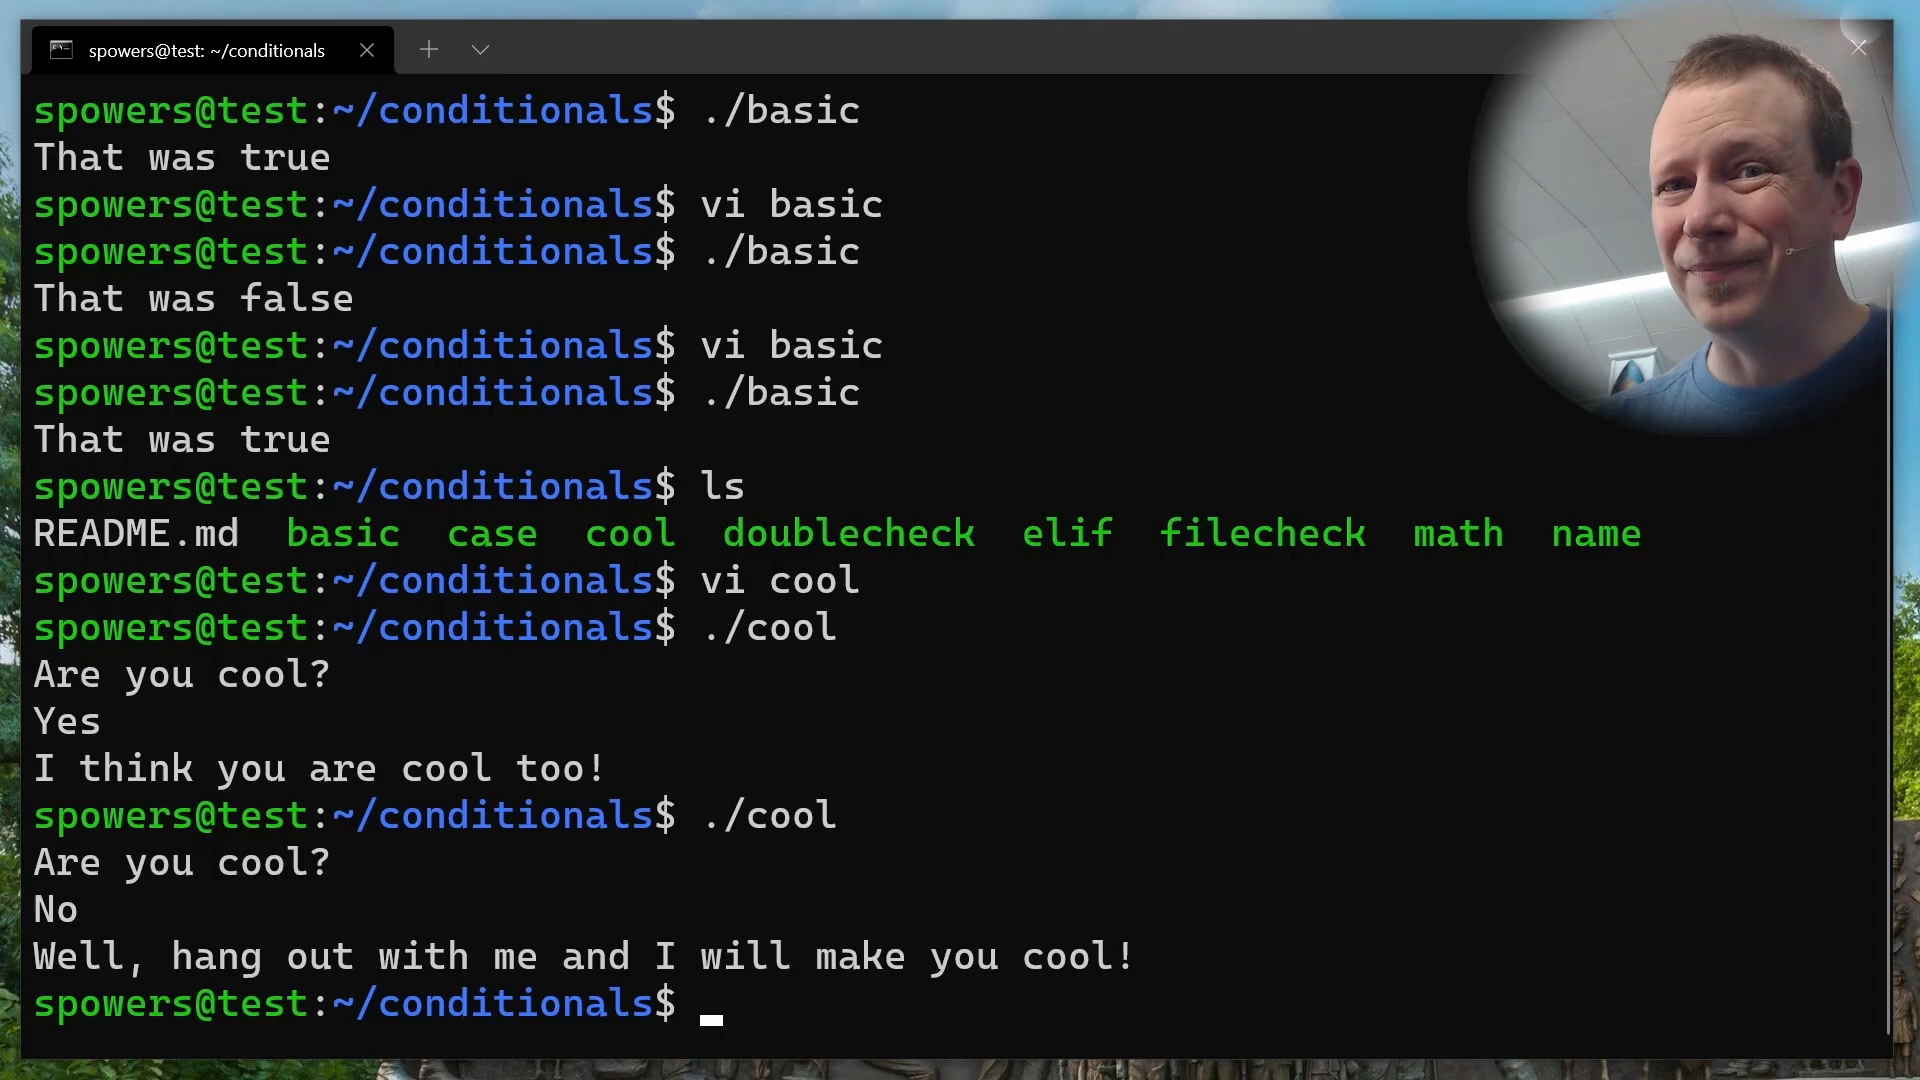 spowers@test: ~/conditionals
spowers@test:~/conditionals$ ./basic
That was true
spowers@test:~/conditionals$ vi basic
spowers@test:~/conditionals$ ./basic
That was false
spowers@test:~/conditionals$ vi basic
spowers@test:~/conditionals$ ./basic
That was true
spowers@test:~/conditionals$ ls
README.md basic case cool doublecheck elif filecheck math name
spowers@test:~/conditionals$ vi cool
spowers@test:~/conditionals$ ./cool
Are you cool?
Yes
I think you are cool too!
spowers@test:~/conditionals$ ./cool
Are you cool?
No
Well, hang out with me and I will make you cool!
spowers@test:~/conditionals$